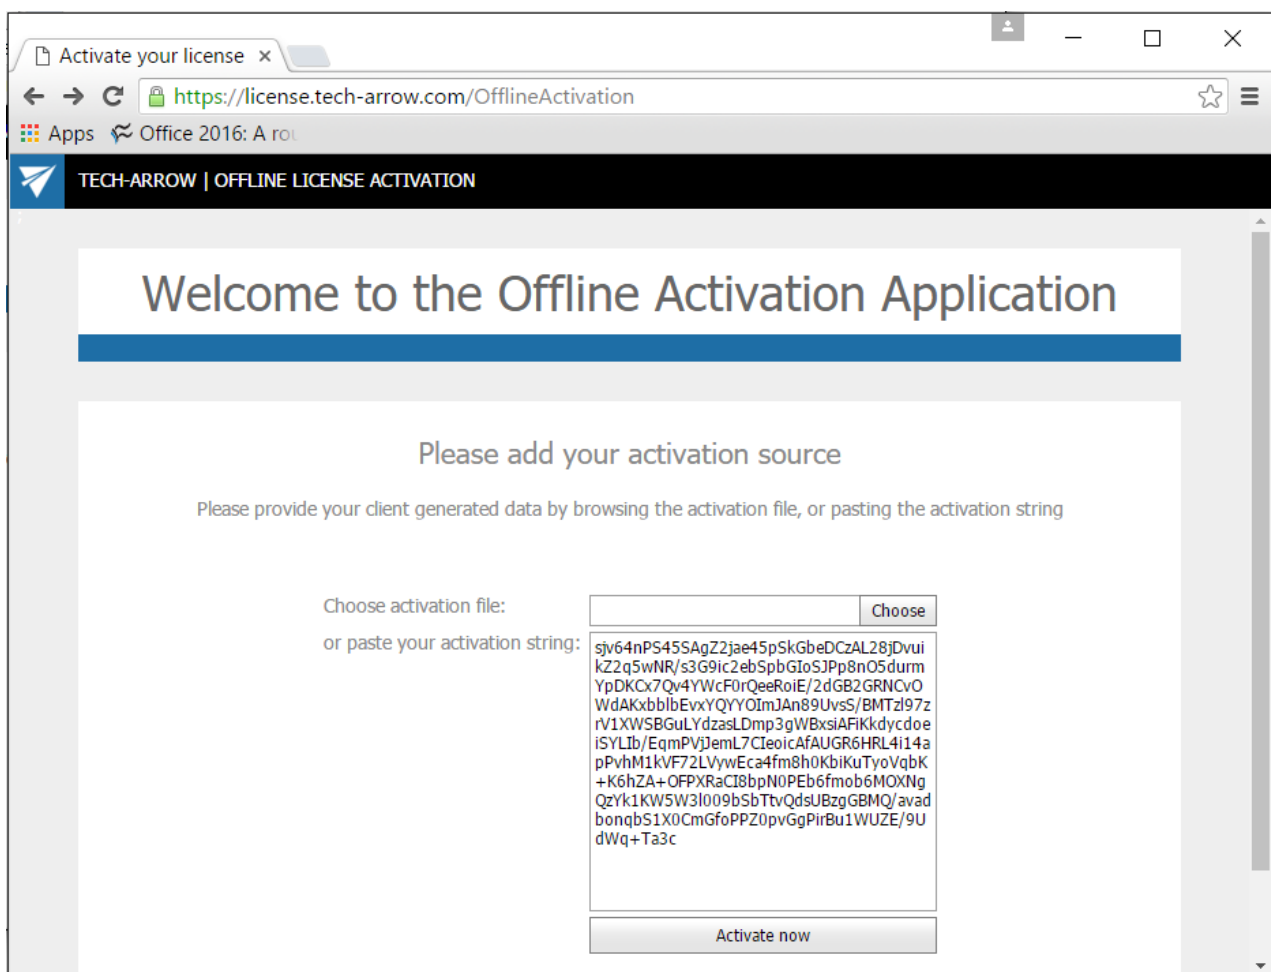 Activate your license
https://license.tech-arrow.com/OfflineActivation
Apps Office 2016: A rou
TECH-ARROW | OFFLINE LICENSE ACTIVATION
Welcome to the Offline Activation Application
Please add your activation source
Please provide your client generated data by browsing the activation file, or pasting the activation string
Choose activation file:
Choose
or paste your activation string:
sjv64nPS45SAgZ2jae45pSkGbeDCzAL28jDvui
kZ2q5wNR/s3G9ic2ebSpbGIoSJPp8nO5durm
YpDKCx7Qv4YWcF0rQeeRoiE/2dGB2GRNCvO
WdAKxbblbEvxYQYYOImJAn89UvsS/BMTzl97z
rV1XWSBGuLYdzasLDmp3gWBxsiAFiKkdycdoe
iSYLIb/EqmPVjJemL7CIeoicAfAUGR6HRL4i14a
pPvhM1kVF72LVywEca4fm8h0KbiKuTyoVqbK
+K6hZA+OFPXRaCI8bpN0PEb6fmob6MOXNg
QzYk1KW5W3l009bSbTtvQdsUBzgGBMQ/avad
bonqbS1X0CmGfoPPZ0pvGgPirBu1WUZE/9U
dWq+Ta3c
Activate now